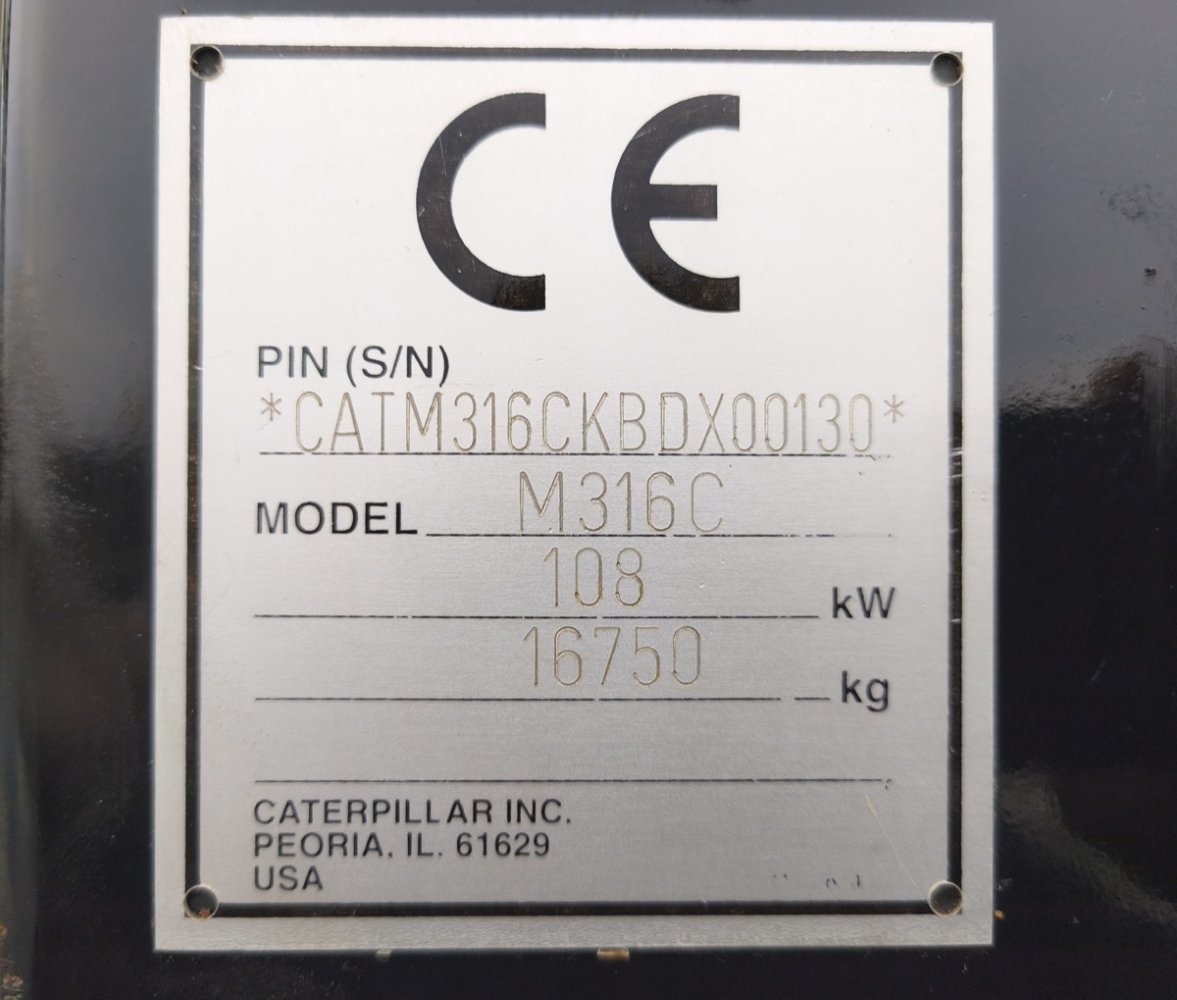 CE
PIN (S/N)
*CATM316CKBDX00130*
MODEL M316C
108 kW
16750 kg
CATERPILLAR INC.
PEORIA, IL. 61629
USA